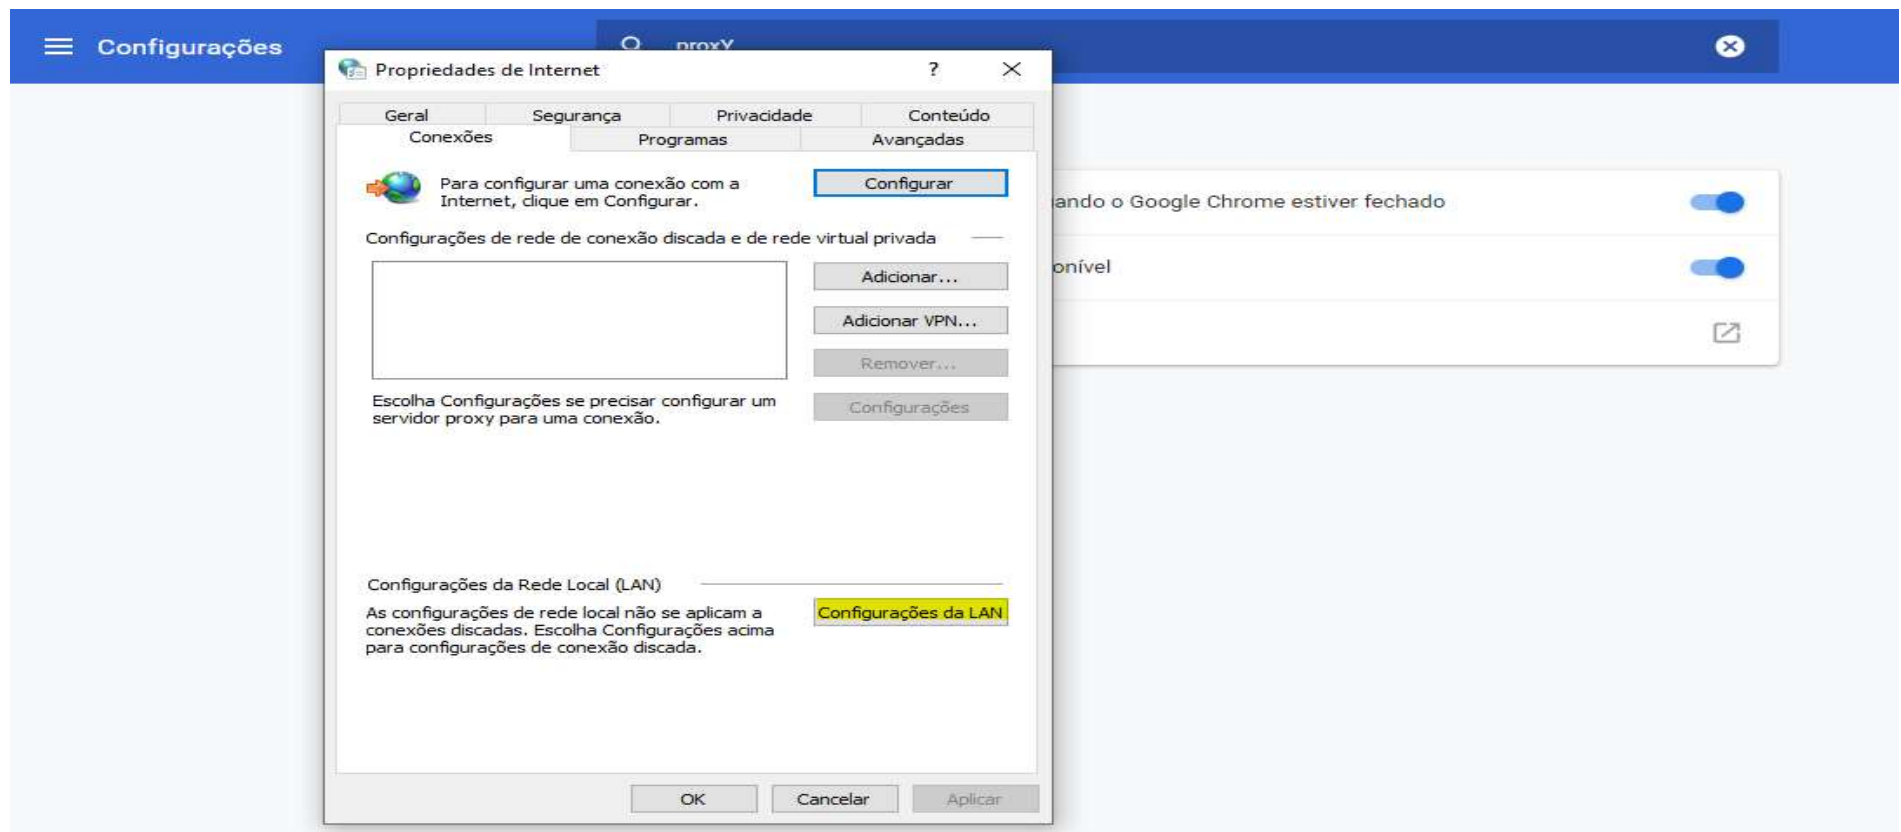 Configurações
proxY
Propriedades de Internet
?
Geral
Segurança
Privacidade
Conteúdo
Conexões
Programas
Avançadas
Para configurar uma conexão com a
Internet, clique em Configurar.
Configurar
Configurações de rede de conexão discada e de rede virtual privada
Adicionar...
Adicionar VPN...
Remover...
Escolha Configurações se precisar configurar um
servidor proxy para uma conexão.
Configurações
Configurações da Rede Local (LAN)
As configurações de rede local não se aplicam a
conexões discadas. Escolha Configurações acima
para configurações de conexão discada.
Configurações da LAN
OK
Cancelar
Aplicar
ando o Google Chrome estiver fechado
onível